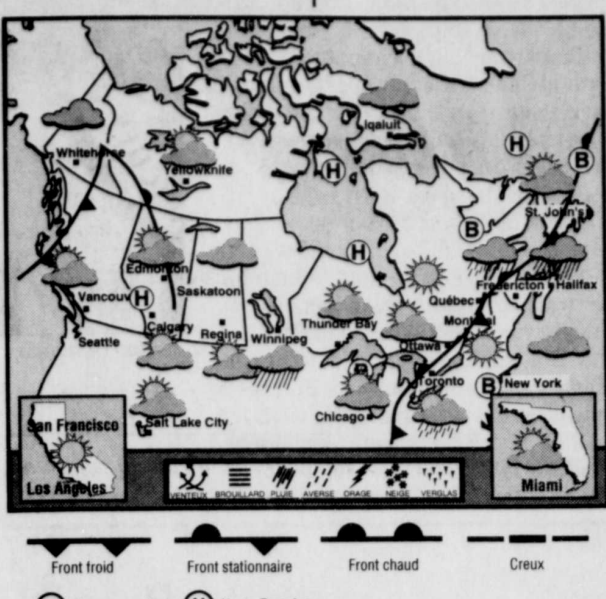 Iqaluit
H
Whitehorse
B
Yellowknife
H
St. John's
B
H
Edmonton
Fredericton
Halifax
Saskatoon
Vancouv
H
Québec
Calgary
Regina
Winnipeg
Thunder Bay
Montréal
Seattle
Ottawa
Toronto
B
New York
Chicago
Salt Lake City
San Francisco
Los Angeles
Miami
VENTEUX BROUILLARD PLUIE AVERSE ORAGE NEIGE VERGLAS
Front froid
Front stationnaire
Front chaud
Creux